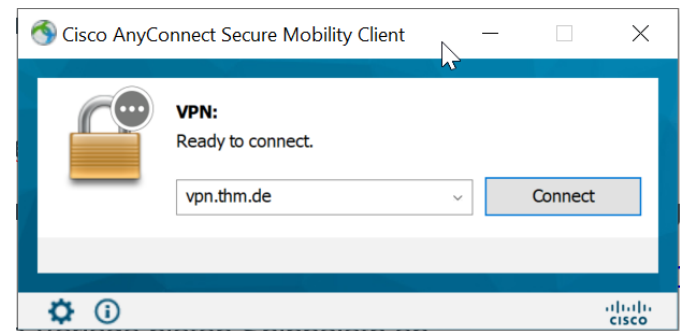 Cisco AnyConnect Secure Mobility Client
VPN:
Ready to connect.
vpn.thm.de
Connect
CISCO